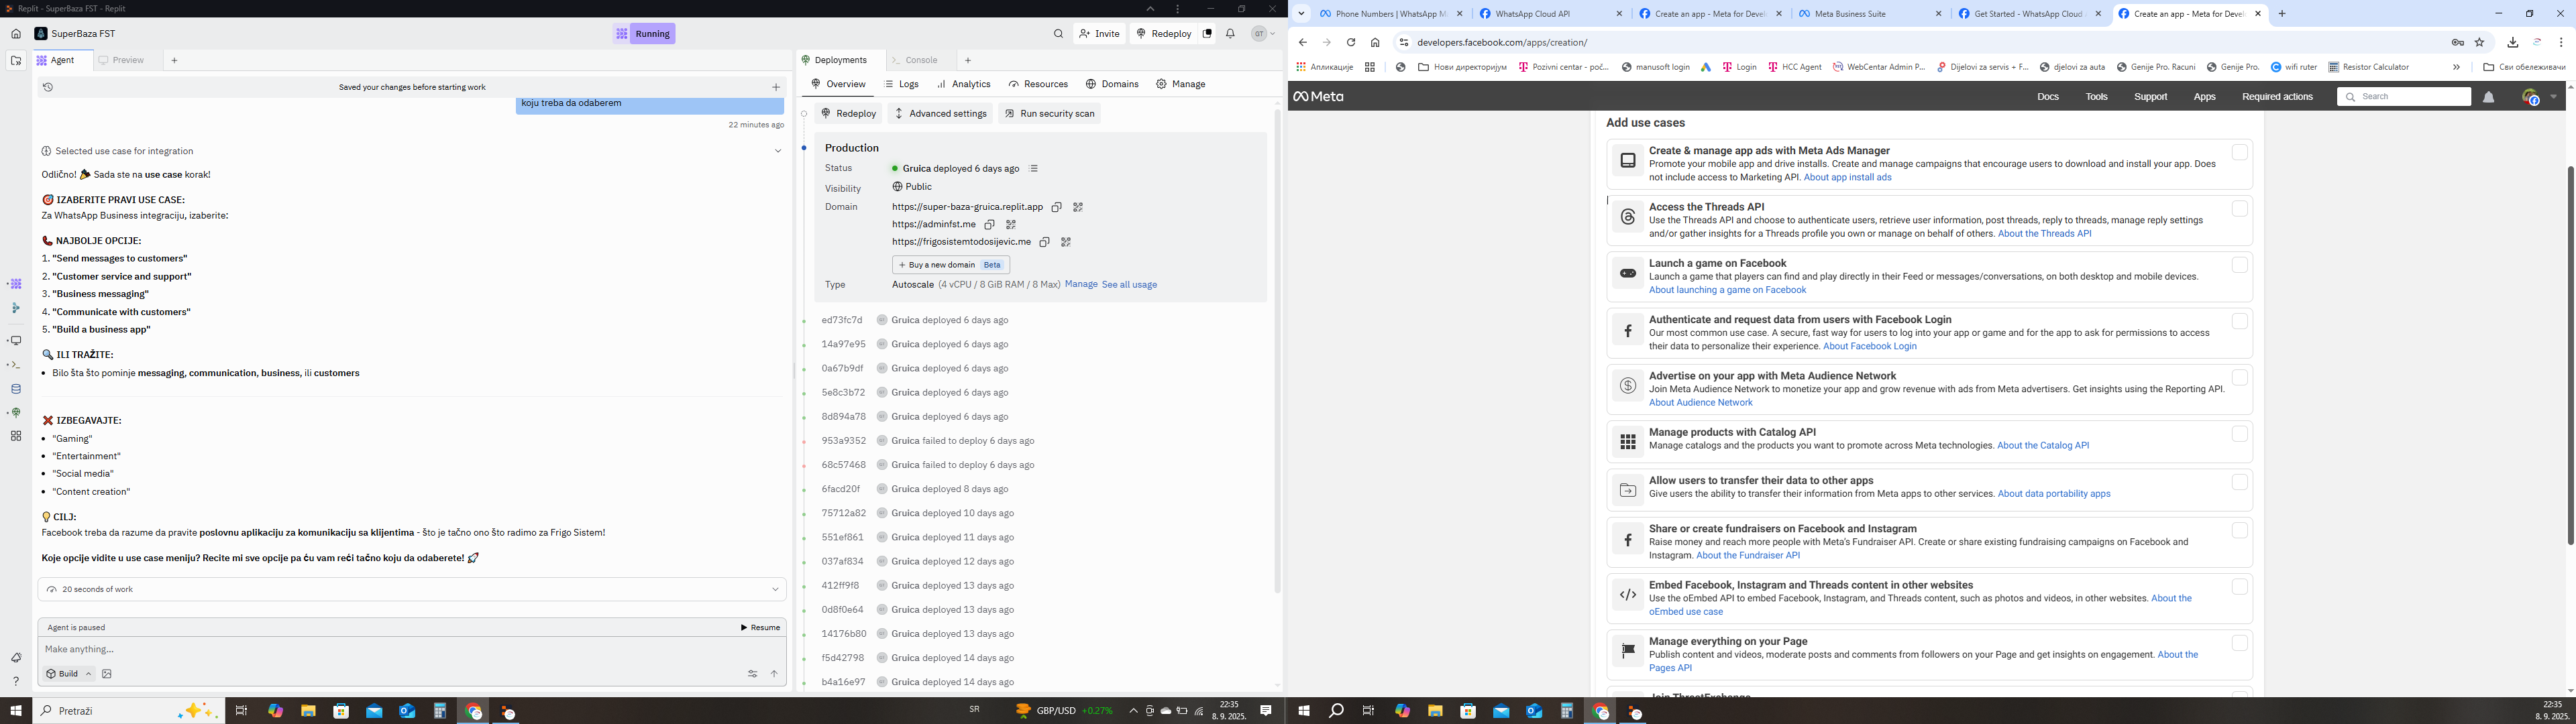 Replit - SuperBaza FST - Replit
SuperBaza FST
Running
Invite
Redeploy
GT
Agent
Preview
Saved your changes before starting work
koju treba da odaberem
22 minutes ago
Selected use case for integration
Odlično! 🎉 Sada ste na use case korak!
🎯 IZABERITE PRAVI USE CASE:
Za WhatsApp Business integraciju, izaberite:
📞 NAJBOLJE OPCIJE:
1. "Send messages to customers"
2. "Customer service and support"
3. "Business messaging"
4. "Communicate with customers"
5. "Build a business app"
🔍 ILI TRAŽITE:
• Bilo šta što pominje messaging, communication, business, ili customers
❌ IZBEGAVAJTE:
• "Gaming"
• "Entertainment"
• "Social media"
• "Content creation"
💡 CILJ:
Facebook treba da razume da pravite poslovnu aplikaciju za komunikaciju sa klijentima - što je tačno ono što radimo za Frigo Sistem!
Koje opcije vidite u use case meniju? Recite mi sve opcije pa ću vam reći tačno koju da odaberete! 🚀
20 seconds of work
Agent is paused
Resume
Make anything...
Build
Deployments
Console
Overview
Logs
Analytics
Resources
Domains
Manage
Redeploy
Advanced settings
Run security scan
Production
Status
Gruica deployed 6 days ago
Visibility
Public
Domain
https://super-baza-gruica.replit.app
https://adminfst.me
https://frigosistemtodosijevic.me
+ Buy a new domain Beta
Type
Autoscale (4 vCPU / 8 GiB RAM / 8 Max) Manage See all usage
ed73fc7d Gruica deployed 6 days ago
14a97e95 Gruica deployed 6 days ago
0a67b9df Gruica deployed 6 days ago
5e8c3b72 Gruica deployed 6 days ago
8d894a78 Gruica deployed 6 days ago
953a9352 Gruica failed to deploy 6 days ago
68c57468 Gruica failed to deploy 6 days ago
6facd20f Gruica deployed 8 days ago
75712a82 Gruica deployed 10 days ago
551ef861 Gruica deployed 11 days ago
037af834 Gruica deployed 12 days ago
412ff9f8 Gruica deployed 13 days ago
0d8f0e64 Gruica deployed 13 days ago
14176b80 Gruica deployed 13 days ago
f5d42798 Gruica deployed 14 days ago
b4a16e97 Gruica deployed 14 days ago
Pretraži
SR
GBP/USD +0.27%
22:35
8. 9. 2025.
Phone Numbers | WhatsApp M
WhatsApp Cloud API
Create an app - Meta for Devel
Meta Business Suite
Get Started - WhatsApp Cloud
Create an app - Meta for Devel
developers.facebook.com/apps/creation/
Апликације
Нови директоријум
Pozivni centar - poč...
manusoft login
Login
HCC Agent
WebCentar Admin P...
Dijelovi za servis + F...
djelovi za auta
Genije Pro. Racuni
Genije Pro.
wifi ruter
Resistor Calculator
Сви обележивачи
Meta
Docs
Tools
Support
Apps
Required actions
Search
Add use cases
Create & manage app ads with Meta Ads Manager
Promote your mobile app and drive installs. Create and manage campaigns that encourage users to download and install your app. Does
not include access to Marketing API. About app install ads
Access the Threads API
Use the Threads API and choose to authenticate users, retrieve user information, post threads, reply to threads, manage reply settings
and/or gather insights for a Threads profile you own or manage on behalf of others. About the Threads API
Launch a game on Facebook
Launch a game that players can find and play directly in their Feed or messages/conversations, on both desktop and mobile devices.
About launching a game on Facebook
Authenticate and request data from users with Facebook Login
Our most common use case. A secure, fast way for users to log into your app or game and for the app to ask for permissions to access
their data to personalize their experience. About Facebook Login
Advertise on your app with Meta Audience Network
Join Meta Audience Network to monetize your app and grow revenue with ads from Meta advertisers. Get insights using the Reporting API.
About Audience Network
Manage products with Catalog API
Manage catalogs and the products you want to promote across Meta technologies. About the Catalog API
Allow users to transfer their data to other apps
Give users the ability to transfer their information from Meta apps to other services. About data portability apps
Share or create fundraisers on Facebook and Instagram
Raise money and reach more people with Meta's Fundraiser API. Create or share existing fundraising campaigns on Facebook and
Instagram. About the Fundraiser API
Embed Facebook, Instagram and Threads content in other websites
Use the oEmbed API to embed Facebook, Instagram, and Threads content, such as photos and videos, in other websites. About the
oEmbed use case
Manage everything on your Page
Publish content and videos, moderate posts and comments from followers on your Page and get insights on engagement. About the
Pages API
Join ThreatExchange
22:35
8. 9. 2025.